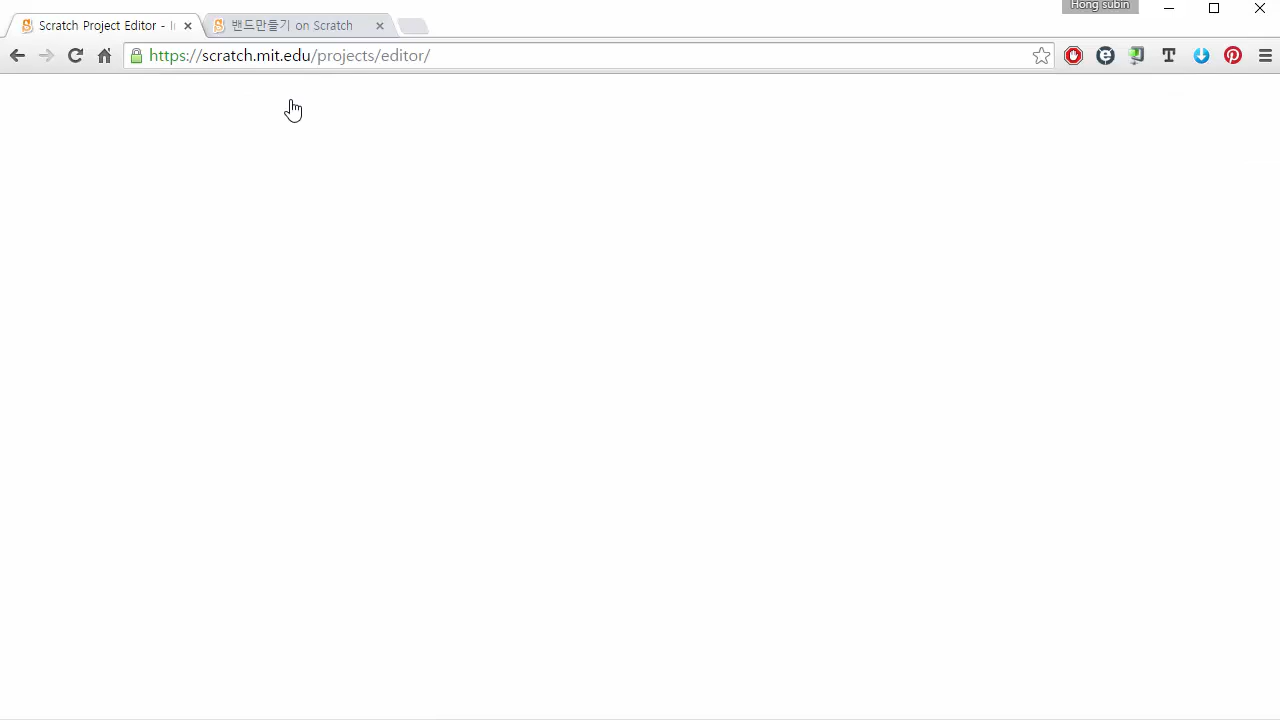 Hong subin
Scratch Project Editor -
밴드만들기 on Scratch
https://scratch.mit.edu/projects/editor/